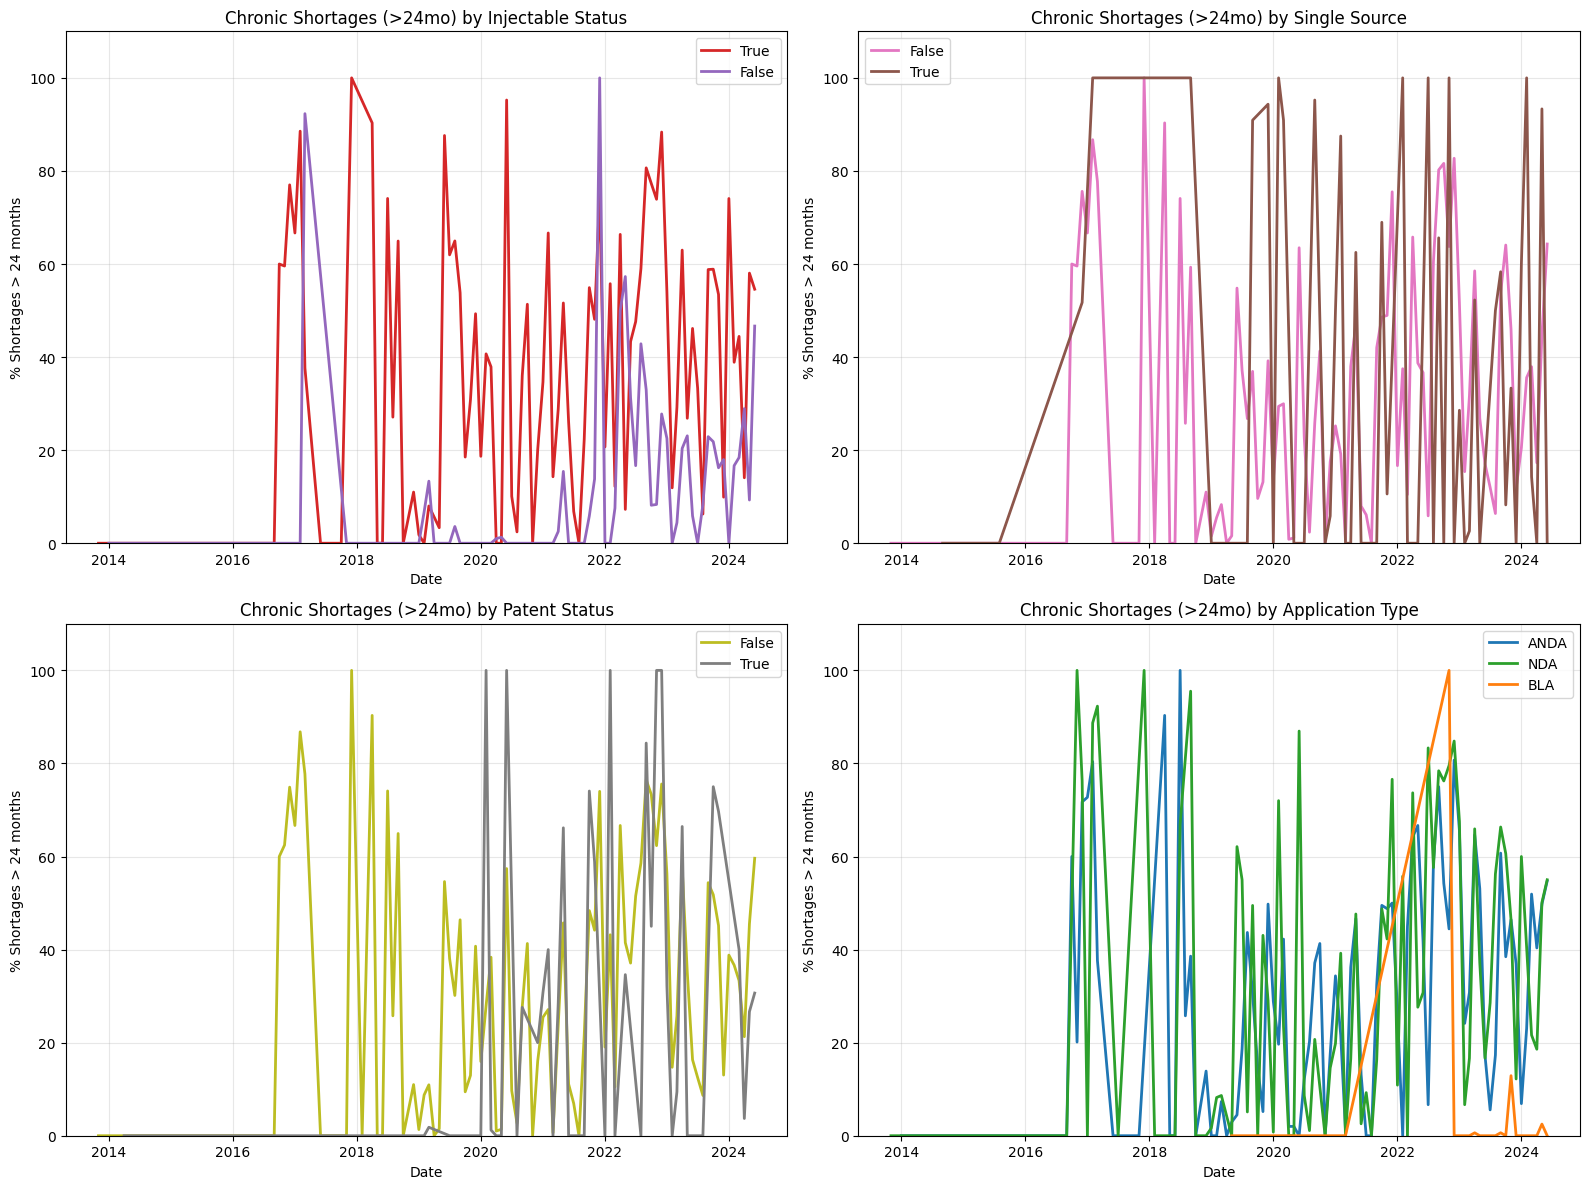 Chronic Shortages (>24mo) by Injectable Status
% Shortages > 24 months
100
80
60
40
20
0
True
False
2014 2016 2018 2020 2022 2024
Date
Chronic Shortages (>24mo) by Single Source
% Shortages > 24 months
100
80
60
40
20
0
False
True
2014 2016 2018 2020 2022 2024
Date
Chronic Shortages (>24mo) by Patent Status
% Shortages > 24 months
100
80
60
40
20
0
False
True
2014 2016 2018 2020 2022 2024
Date
Chronic Shortages (>24mo) by Application Type
% Shortages > 24 months
100
80
60
40
20
0
ANDA
NDA
BLA
2014 2016 2018 2020 2022 2024
Date